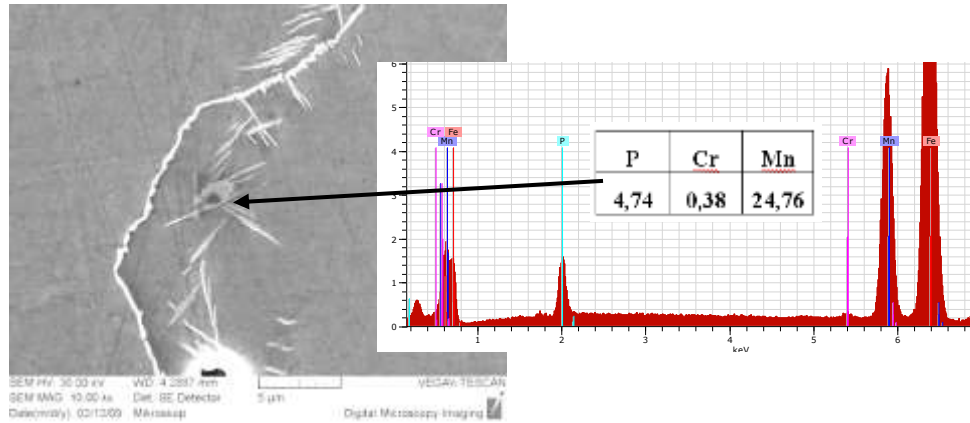 SEM HV: 30.00 kV WD: 4.2887 mm VEGA\\ TESCAN
SEM MAG: 10.00 kx Det: SE Detector 5 µm
Date(m/d/y): 02/13/09 Digital Microscopy Imaging
6
5
4
3
2
1
0
Cr Fe
Mn
P
Cr Mn Fe
P Cr Mn
4,74 0,38 24,76
1 2 3 4 5 6
keV